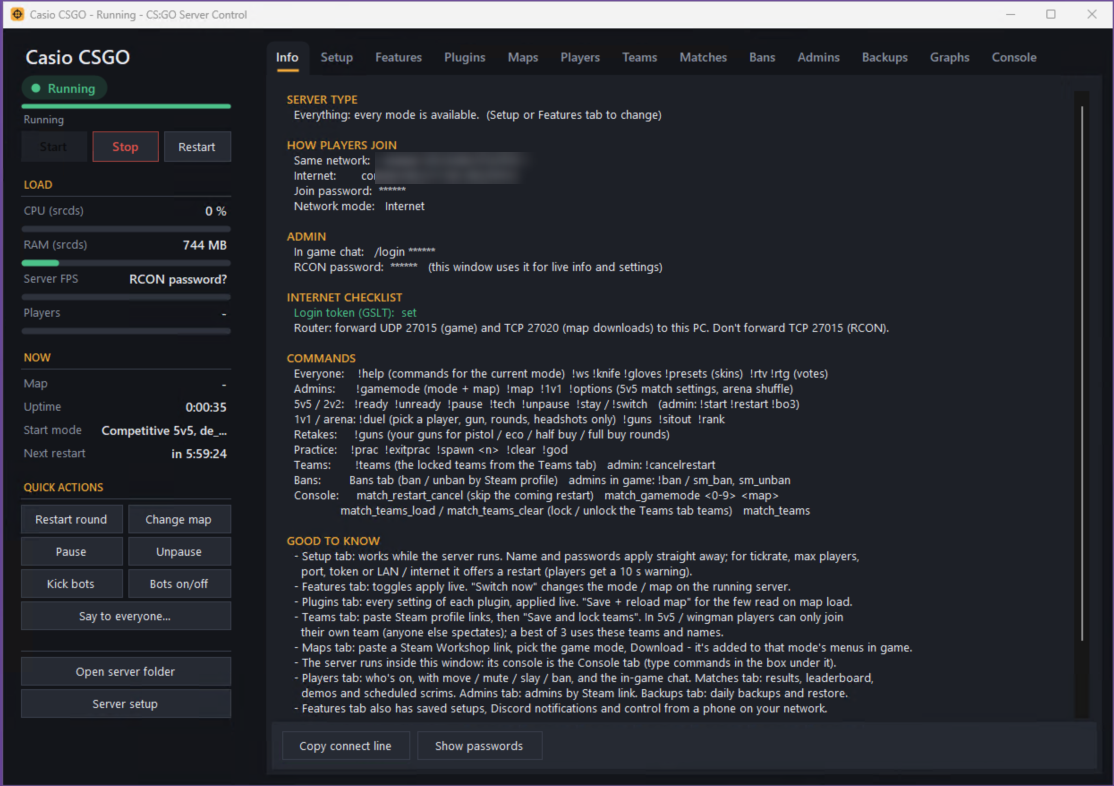 Casio CSGO - Running - CS:GO Server Control
Casio CSGO
Running
Running
Start Stop Restart
LOAD
CPU (srcds) 0 %
RAM (srcds) 744 MB
Server FPS RCON password?
Players -
NOW
Map -
Uptime 0:00:35
Start mode Competitive 5v5, de_...
Next restart in 5:59:24
QUICK ACTIONS
Restart round Change map
Pause Unpause
Kick bots Bots on/off
Say to everyone...
Open server folder
Server setup
Info Setup Features Plugins Maps Players Teams Matches Bans Admins Backups Graphs Console
SERVER TYPE
Everything: every mode is available. (Setup or Features tab to change)
HOW PLAYERS JOIN
Same network:
Internet:
Join password: ******
Network mode: Internet
ADMIN
In game chat: /login ******
RCON password: ****** (this window uses it for live info and settings)
INTERNET CHECKLIST
Login token (GSLT): set
Router: forward UDP 27015 (game) and TCP 27020 (map downloads) to this PC. Don't forward TCP 27015 (RCON).
COMMANDS
Everyone: !help (commands for the current mode) !ws !knife !gloves !presets (skins) !rtv !rtg (votes)
Admins: !gamemode (mode + map) !map !1v1 !options (5v5 match settings, arena shuffle)
5v5 / 2v2: !ready !unready !pause !tech !unpause !stay / !switch (admin: !start !restart !bo3)
1v1 / arena: !duel (pick a player, gun, rounds, headshots only) !guns !sitout !rank
Retakes: !guns (your guns for pistol / eco / half buy / full buy rounds)
Practice: !prac !exitprac !spawn <n> !clear !god
Teams: !teams (the locked teams from the Teams tab) admin: !cancelrestart
Bans: Bans tab (ban / unban by Steam profile) admins in game: !ban / sm_ban, sm_unban
Console: match_restart_cancel (skip the coming restart) match_gamemode <0-9> <map>
match_teams_load / match_teams_clear (lock / unlock the Teams tab teams) match_teams
GOOD TO KNOW
- Setup tab: works while the server runs. Name and passwords apply straight away; for tickrate, max players,
port, token or LAN / internet it offers a restart (players get a 10 s warning).
- Features tab: toggles apply live. "Switch now" changes the mode / map on the running server.
- Plugins tab: every setting of each plugin, applied live. "Save + reload map" for the few read on map load.
- Teams tab: paste Steam profile links, then "Save and lock teams". In 5v5 / wingman players can only join
their own team (anyone else spectates); a best of 3 uses these teams and names.
- Maps tab: paste a Steam Workshop link, pick the game mode, Download - it's added to that mode's menus in game.
- The server runs inside this window: its console is the Console tab (type commands in the box under it).
- Players tab: who's on, with move / mute / slay / ban, and the in-game chat. Matches tab: results, leaderboard,
demos and scheduled scrims. Admins tab: admins by Steam link. Backups tab: daily backups and restore.
- Features tab also has saved setups, Discord notifications and control from a phone on your network.
Copy connect line Show passwords